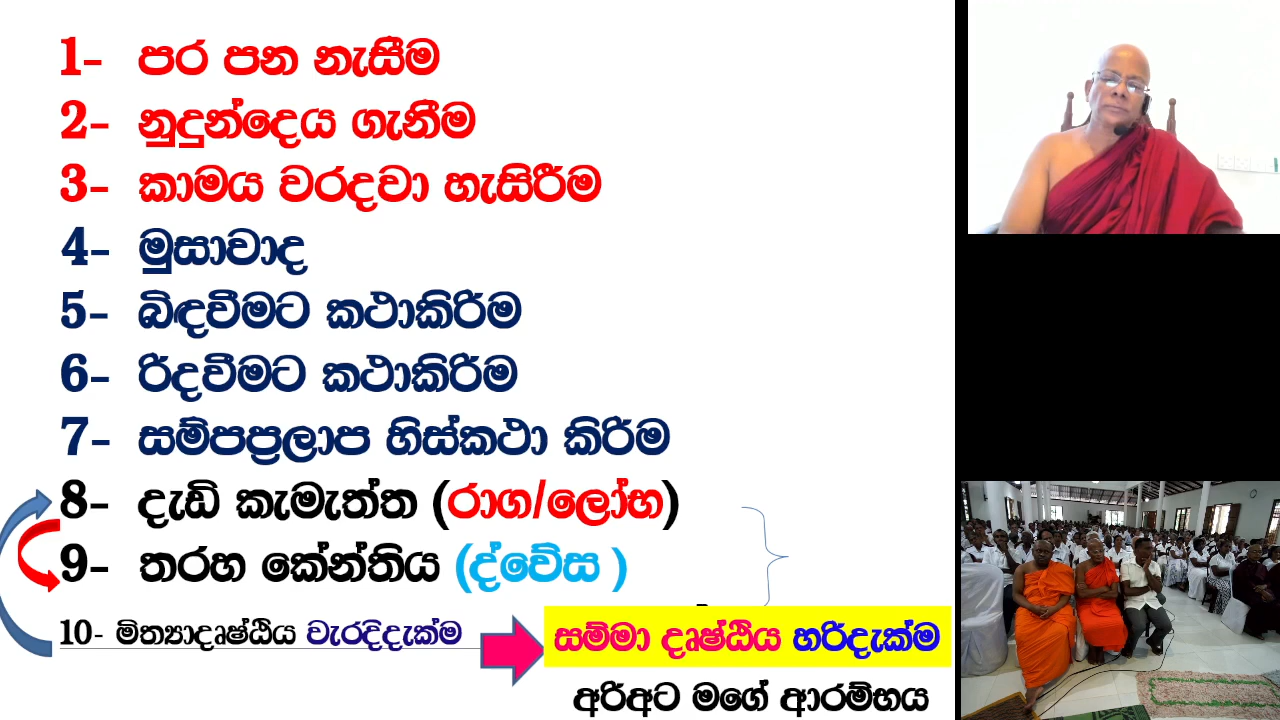 1- පර පන නැසීම
2- නුදුන්දෙය ගැනීම
3- කාමය වරදවා හැසිරීම
4- මුසාවාද
5- බිඳවීමට කථාකිරීම
6- රිදවීමට කථාකිරීම
7- සම්පප්‍රලාප හිස්කථා කිරීම
8- දැඩි කැමැත්ත (රාග/ලෝභ)
9- තරහ කේන්තිය (ද්වේස )
10- මිත්‍යාදෘෂ්ඨිය වැරදිදැක්ම
සම්මා දෘෂ්ඨිය හරිදැක්ම
අරිඅට මගේ ආරම්භය